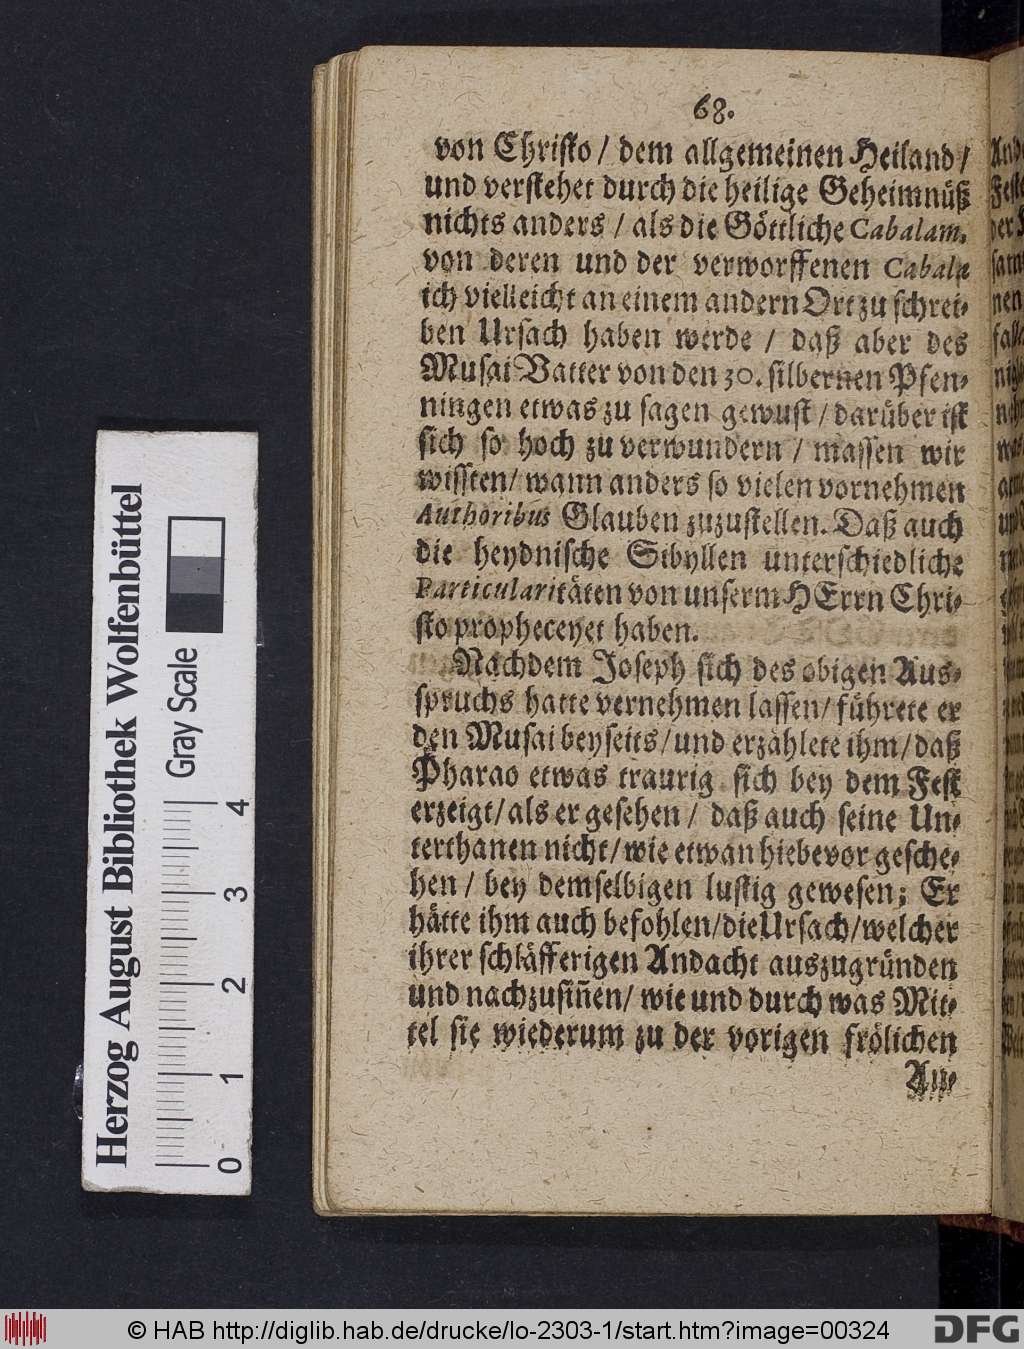 68.
von Christo / dem allgemeinen Heiland /
und verstehet durch die heilige Geheimnüß
nichts anders / als die Göttliche Cabalam,
von deren und der verworffenen Cabala
ich vielleicht an einem andern Ort zu schrei-
ben Ursach haben werde / daß aber des
Musai Vatter von den 30. silbernen Pfen-
ningen etwas zu sagen gewust / darüber ist
sich so hoch zu verwundern / massen wir
wissten / wann anders so vielen vornehmen
Authoribus Glauben zuzustellen. Daß auch
die heydnische Sibyllen unterschiedliche
Particularitäten von unserm HErrn Chri-
sto propheceyet haben.
Nachdem Joseph sich des obigen Aus-
spruchs hatte vernehmen lassen / führete er
den Musai beyseits / und erzählete ihm / daß
Pharao etwas traurig sich bey dem Fest
erzeigt / als er gesehen / daß auch seine Un-
terthanen nicht / wie etwan hiebevor gesche-
hen / bey demselbigen lustig gewesen; Er
hätte ihm auch befohlen / die Ursach / welcher
ihrer schläfferigen Andacht auszugründen
und nachzusiñen / wie und durch was Mit-
tel sie wiederum zu der vorigen frölichen
An-
Herzog August Bibliothek Wolfenbüttel
Gray Scale
0 1 2 3 4
© HAB http://diglib.hab.de/drucke/lo-2303-1/start.htm?image=00324
DFG